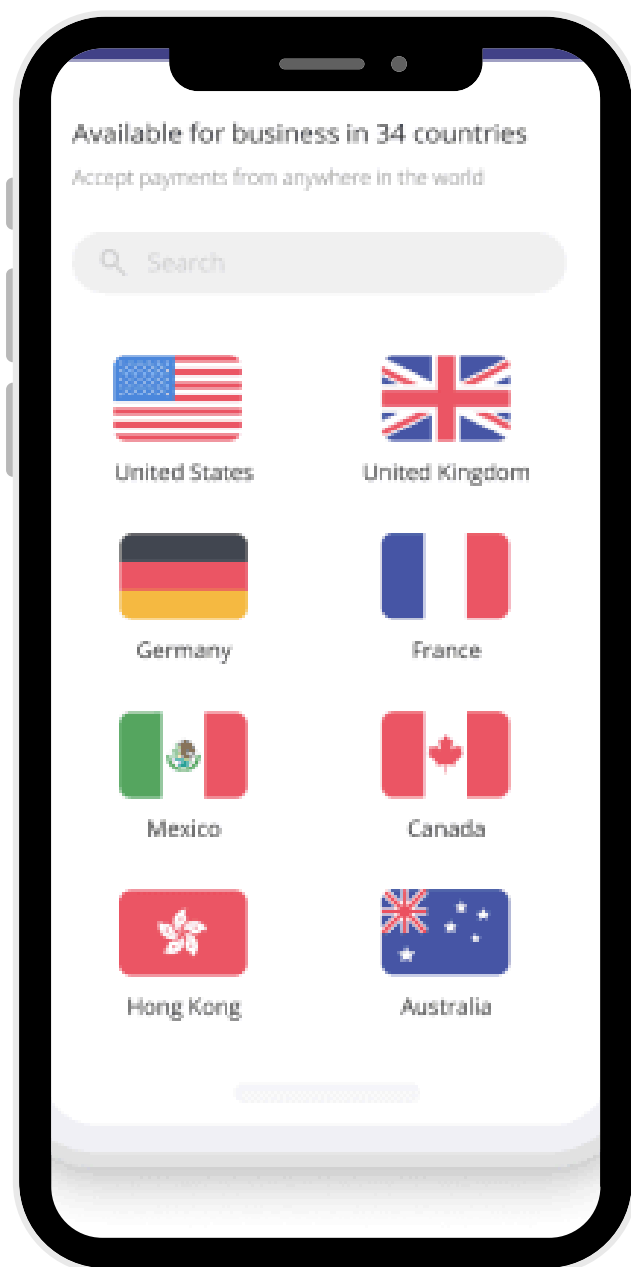 Available for business in 34 countries
Accept payments from anywhere in the world
Search
United States
United Kingdom
Germany
France
Mexico
Canada
Hong Kong
Australia